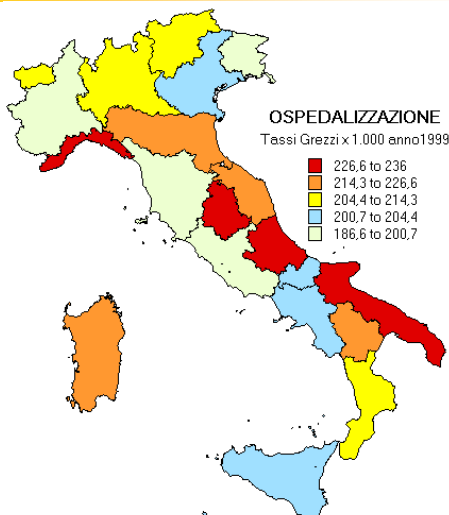 OSPEDALIZZAZIONE
Tassi Grezzi x 1.000 anno1999
226,6 to 236
214,3 to 226,6
204,4 to 214,3
200,7 to 204,4
186,6 to 200,7